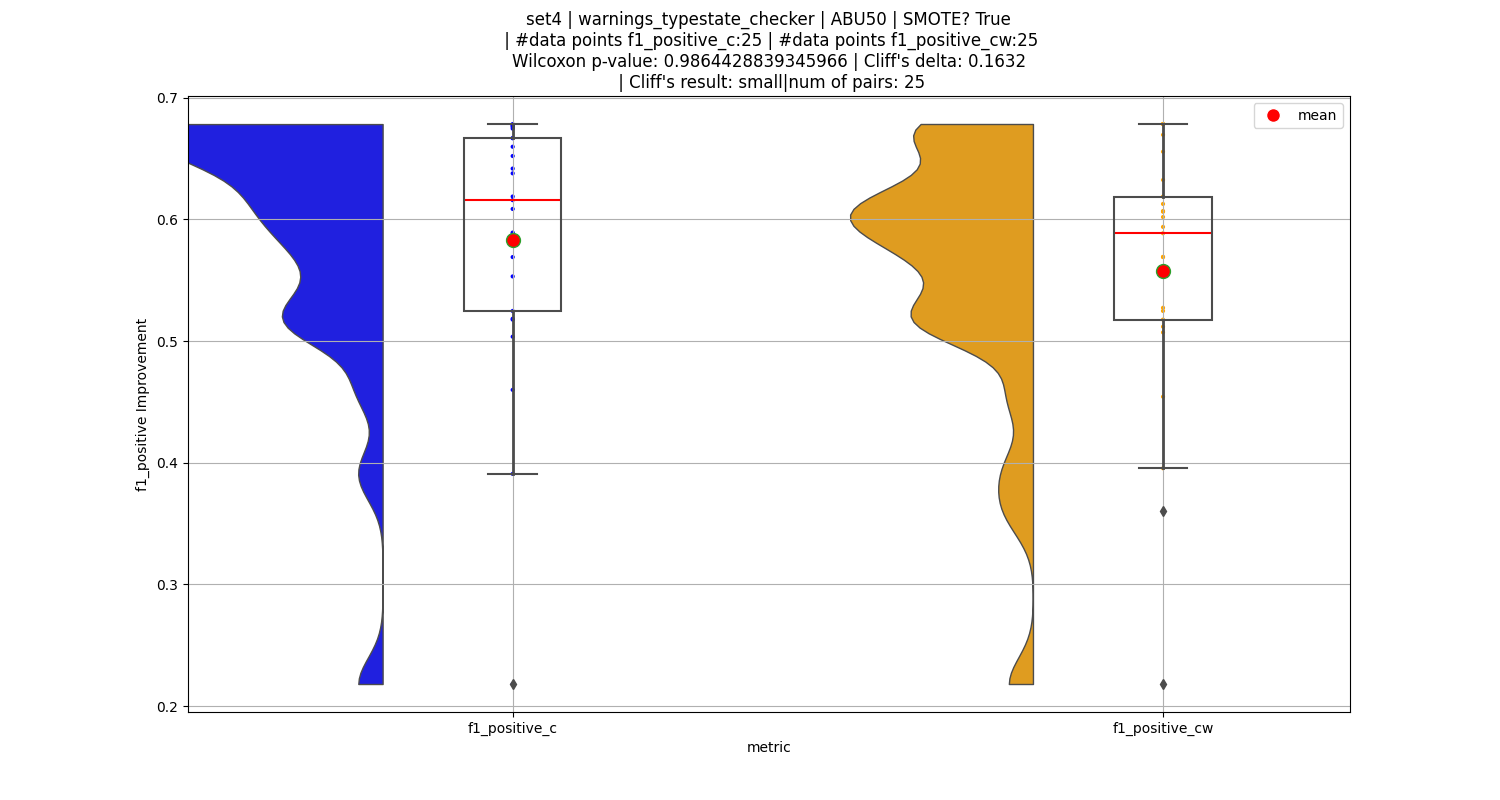 set4 | warnings_typestate_checker | ABU50 | SMOTE? True
| #data points f1_positive_c:25 | #data points f1_positive_cw:25
Wilcoxon p-value: 0.9864428839345966 | Cliff's delta: 0.1632
| Cliff's result: small|num of pairs: 25
mean
0.7
0.6
0.5
0.4
0.3
0.2
f1_positive Improvement
f1_positive_c
f1_positive_cw
metric